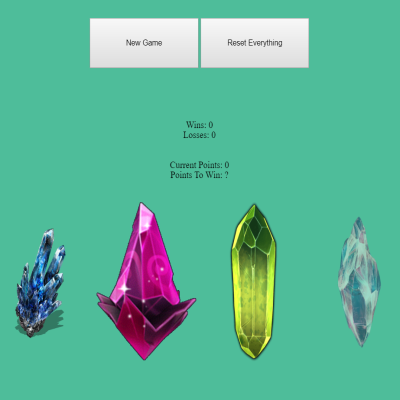 New Game
Reset Everything
Wins: 0
Losses: 0
Current Points: 0
Points To Win: ?